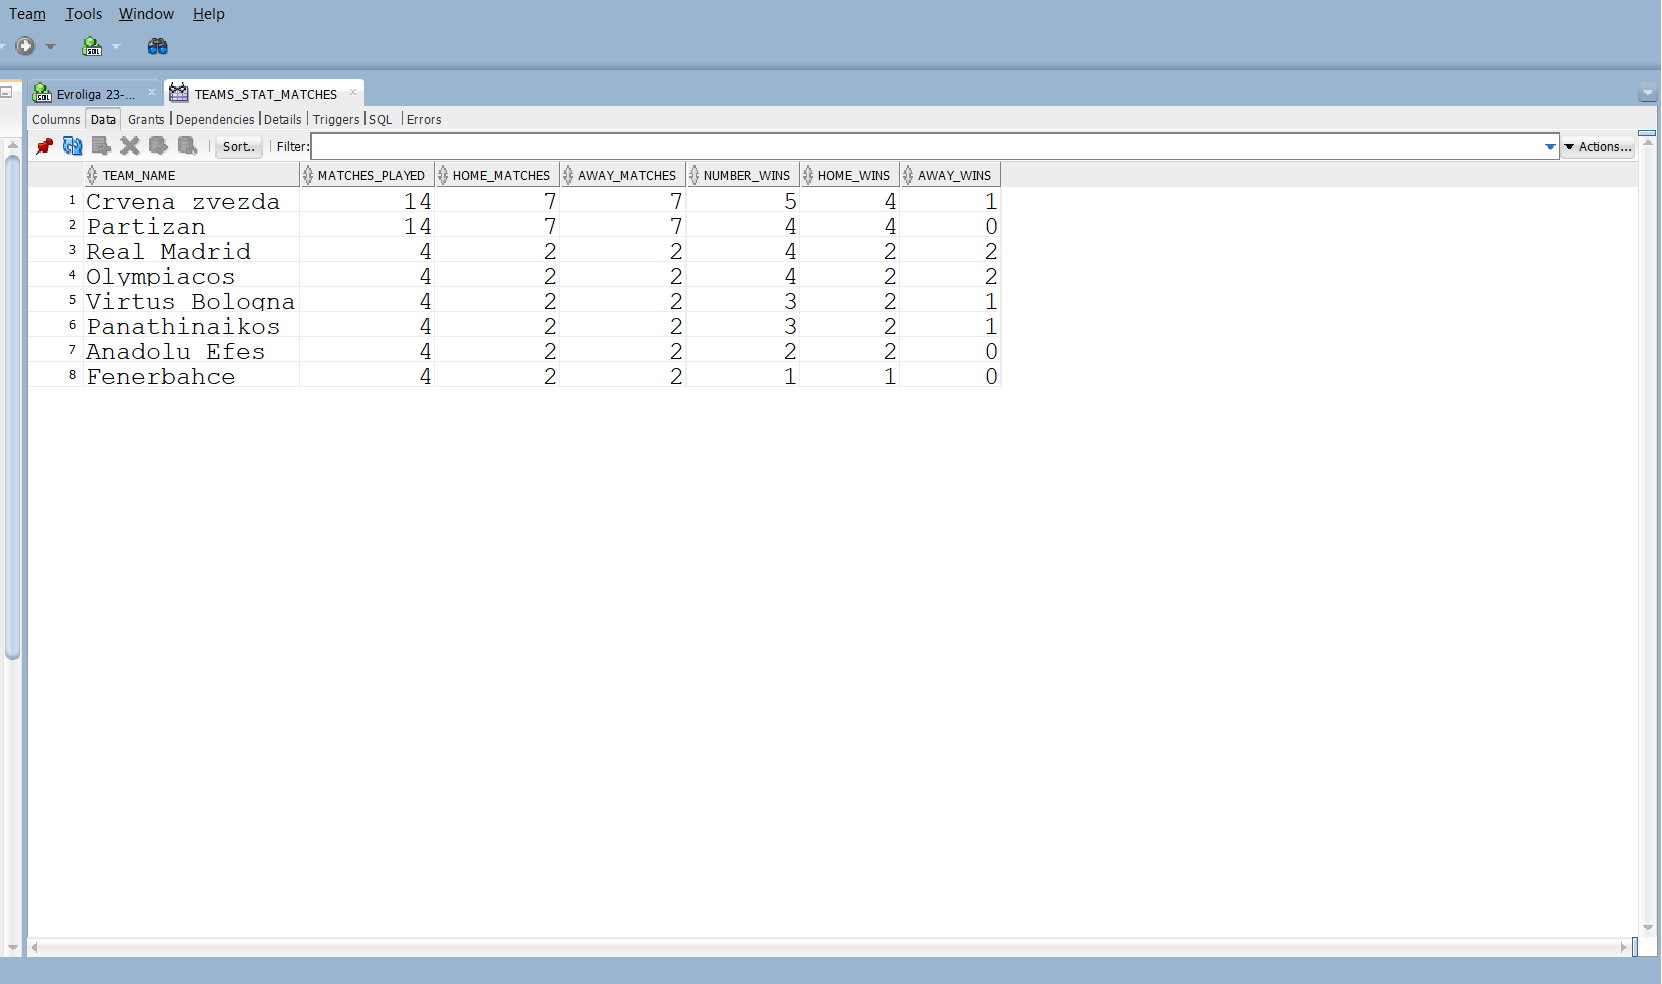 Team Tools Window Help
SQL
SQL Evroliga 23-... TEAMS_STAT_MATCHES
Columns Data Grants Dependencies Details Triggers SQL Errors
Sort.. Filter: Actions...
TEAM_NAME MATCHES_PLAYED HOME_MATCHES AWAY_MATCHES NUMBER_WINS HOME_WINS AWAY_WINS
1 Crvena zvezda 14 7 7 5 4 1
2 Partizan 14 7 7 4 4 0
3 Real Madrid 4 2 2 4 2 2
4 Olympiacos 4 2 2 4 2 2
5 Virtus Bologna 4 2 2 3 2 1
6 Panathinaikos 4 2 2 3 2 1
7 Anadolu Efes 4 2 2 2 2 0
8 Fenerbahce 4 2 2 1 1 0